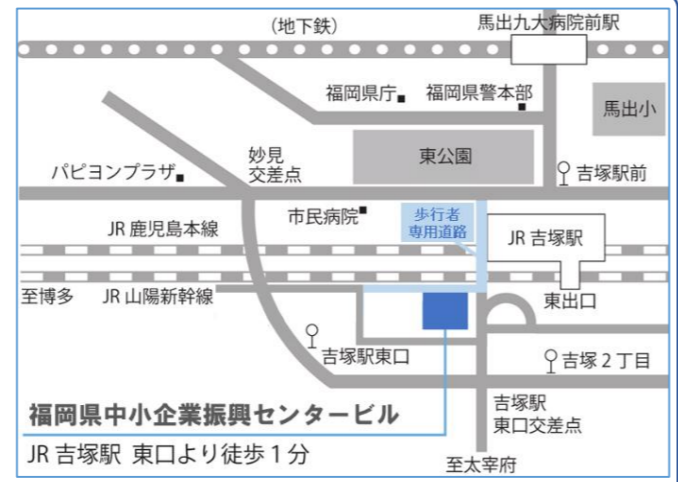 （地下鉄）
馬出九大病院前駅
福岡県庁
福岡県警本部
馬出小
東公園
妙見
交差点
パピヨンプラザ
吉塚駅前
市民病院
歩行者
専用道路
JR 鹿児島本線
JR 吉塚駅
至博多
JR 山陽新幹線
東出口
吉塚駅東口
吉塚２丁目
福岡県中小企業振興センタービル
吉塚駅
東口交差点
JR 吉塚駅 東口より徒歩１分
至太宰府